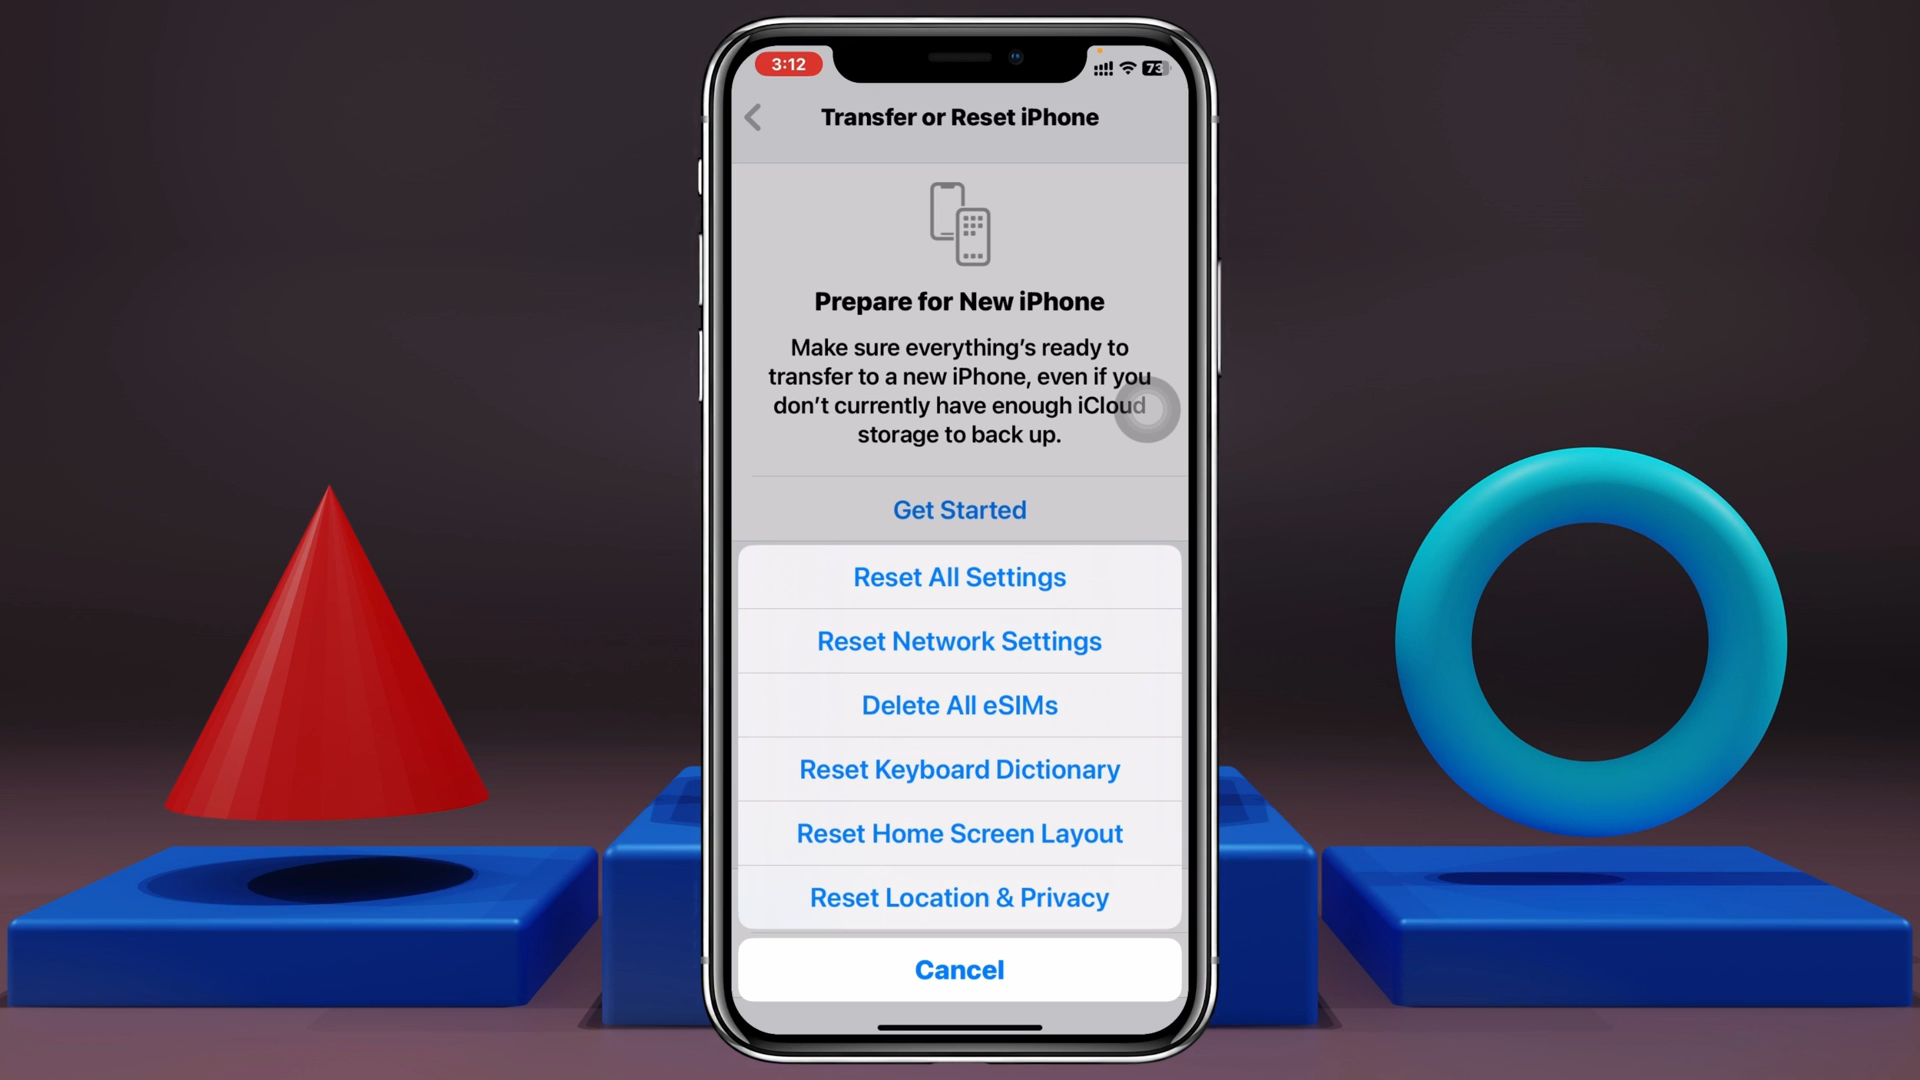 3:12
73
Transfer or Reset iPhone
Prepare for New iPhone
Make sure everything's ready to
transfer to a new iPhone, even if you
don't currently have enough iCloud
storage to back up.
Get Started
Reset All Settings
Reset Network Settings
Delete All eSIMs
Reset Keyboard Dictionary
Reset Home Screen Layout
Reset Location & Privacy
Cancel